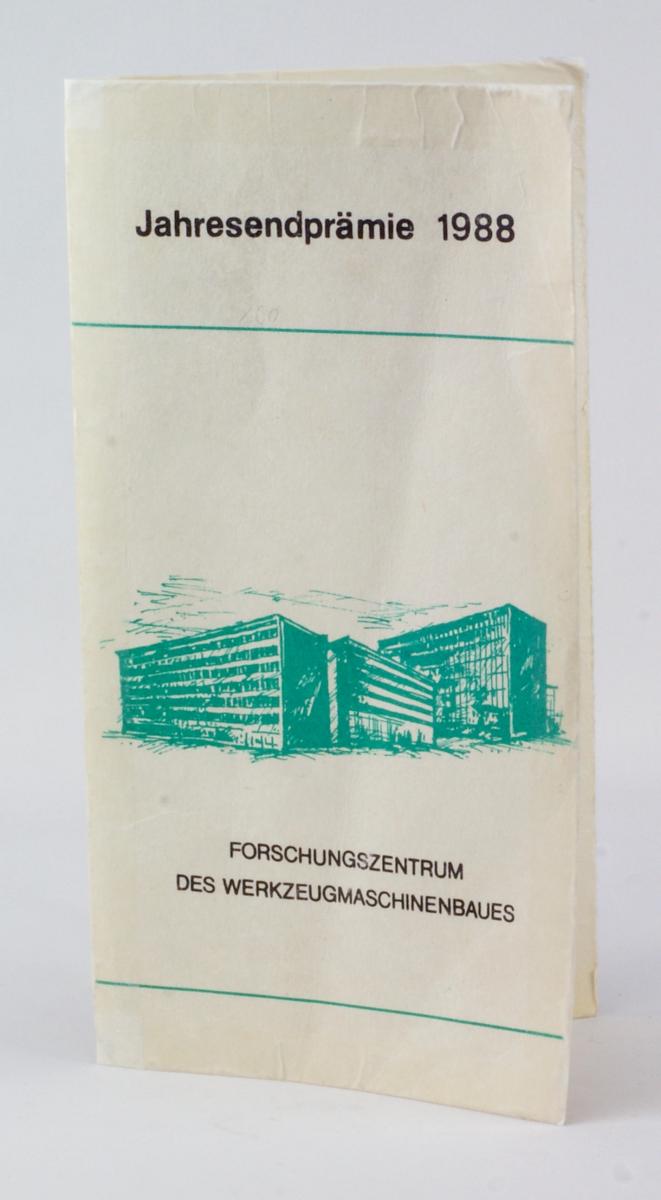 Jahresendprämie 1988
FORSCHUNGSZENTRUM
DES WERKZEUGMASCHINENBAUES